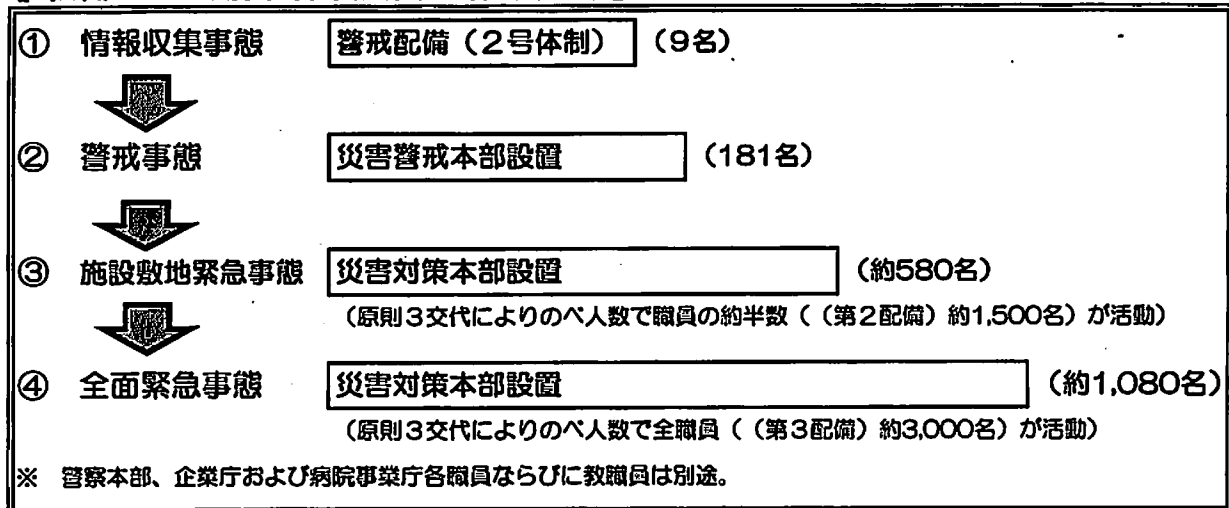 ① 情報収集事態 警戒配備（２号体制） （９名）
② 警戒事態 災害警戒本部設置 （181名）
③ 施設敷地緊急事態 災害対策本部設置 （約580名）
（原則３交代によりのべ人数で職員の約半数（（第２配備）約1,500名）が活動）
④ 全面緊急事態 災害対策本部設置 （約1,080名）
（原則３交代によりのべ人数で全職員（（第３配備）約3,000名）が活動）
※ 警察本部、企業庁および病院事業庁各職員ならびに教職員は別途。